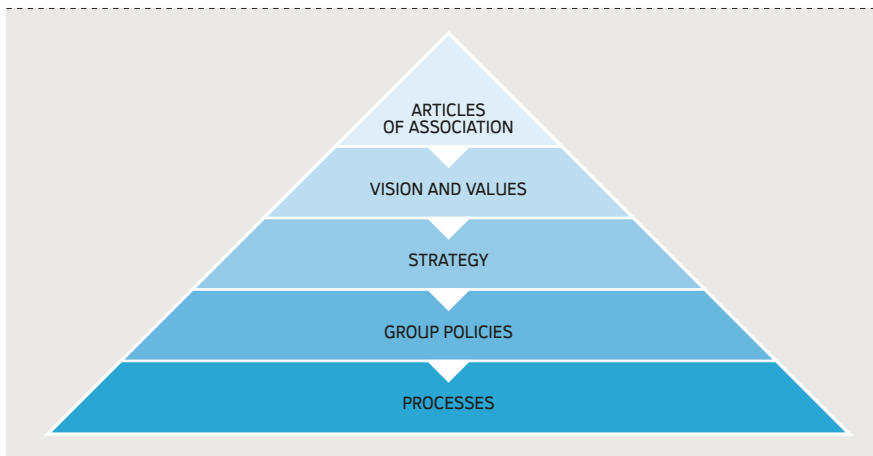 ARTICLES
OF ASSOCIATION
VISION AND VALUES
STRATEGY
GROUP POLICIES
PROCESSES